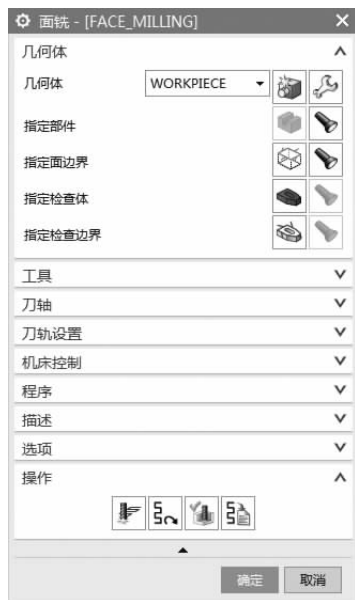 面铣 - [FACE_MILLING]
几何体
几何体 WORKPIECE
指定部件
指定面边界
指定检查体
指定检查边界
工具
刀轴
刀轨设置
机床控制
程序
描述
选项
操作
确定 取消